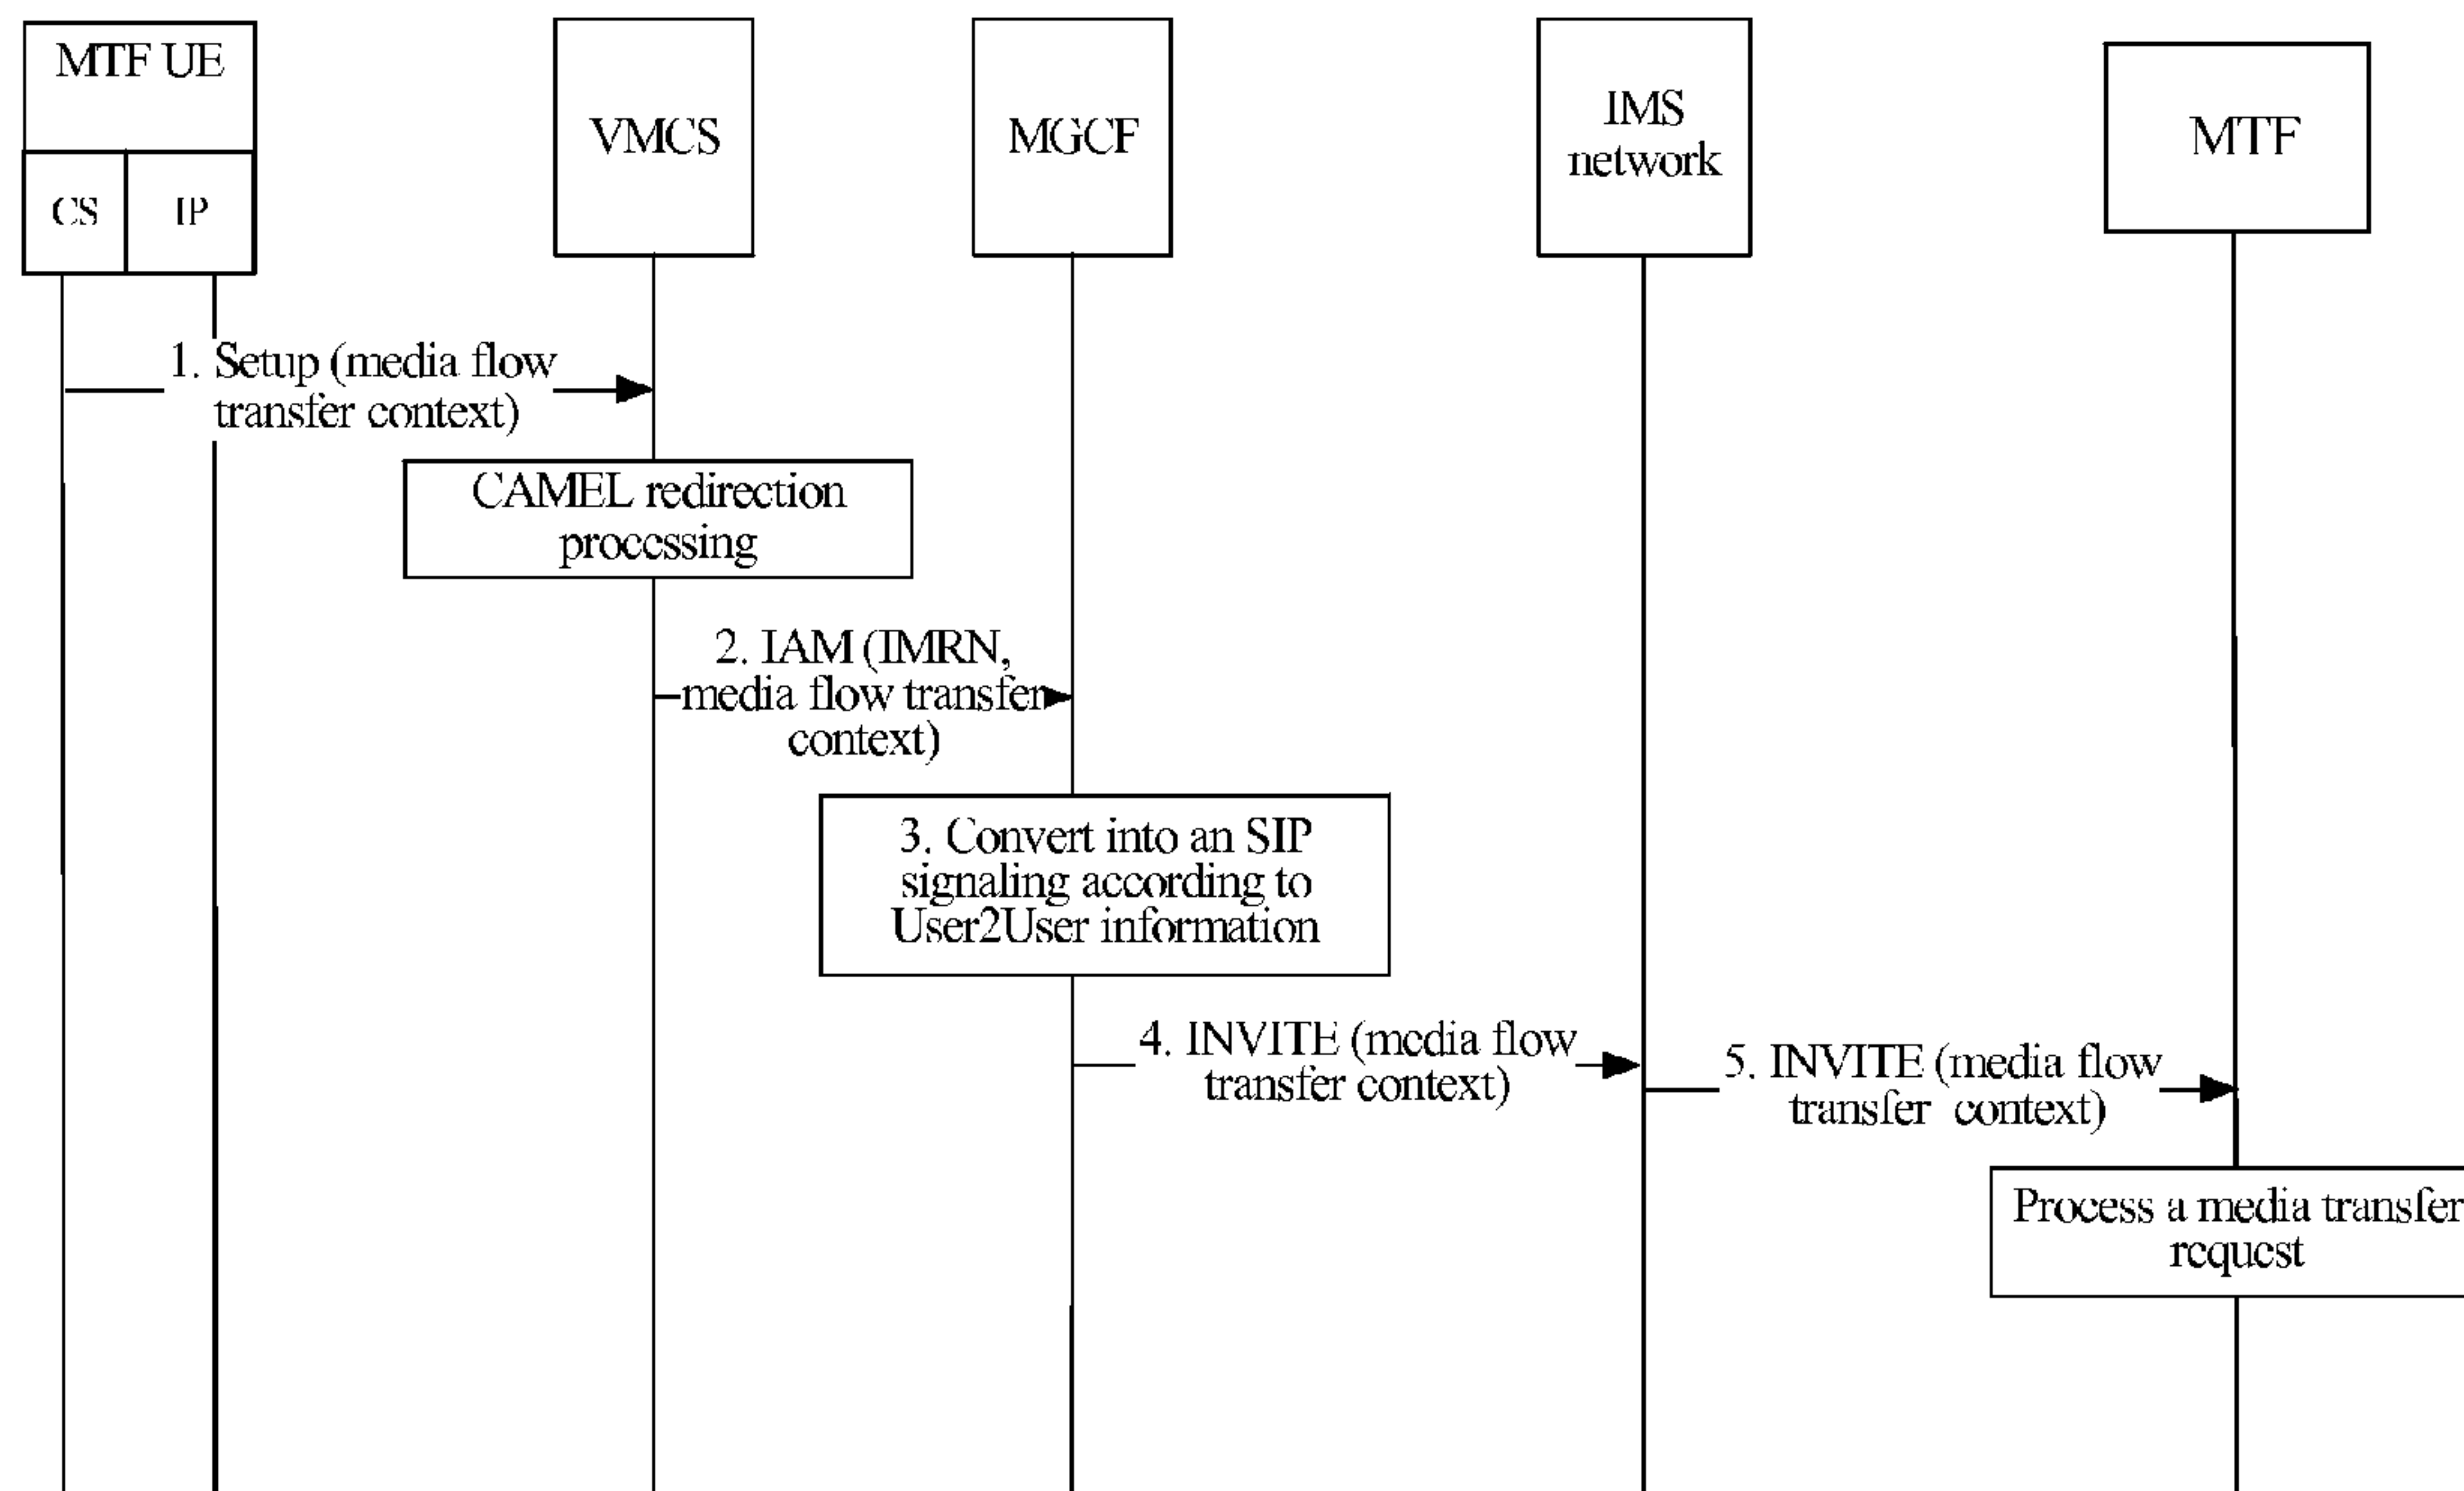 MTF UE
CS
IP
VMCS
MGCF
IMS
network
MTF
1. Setup (media flow
transfer context)
CAMEL redirection
processing
2. IAM (IMRN,
media flow transfer
context)
3. Convert into an SIP
signaling according to
User2User information
4. INVITE (media flow
transfer context)
5. INVITE (media flow
transfer context)
Process a media transfer
request